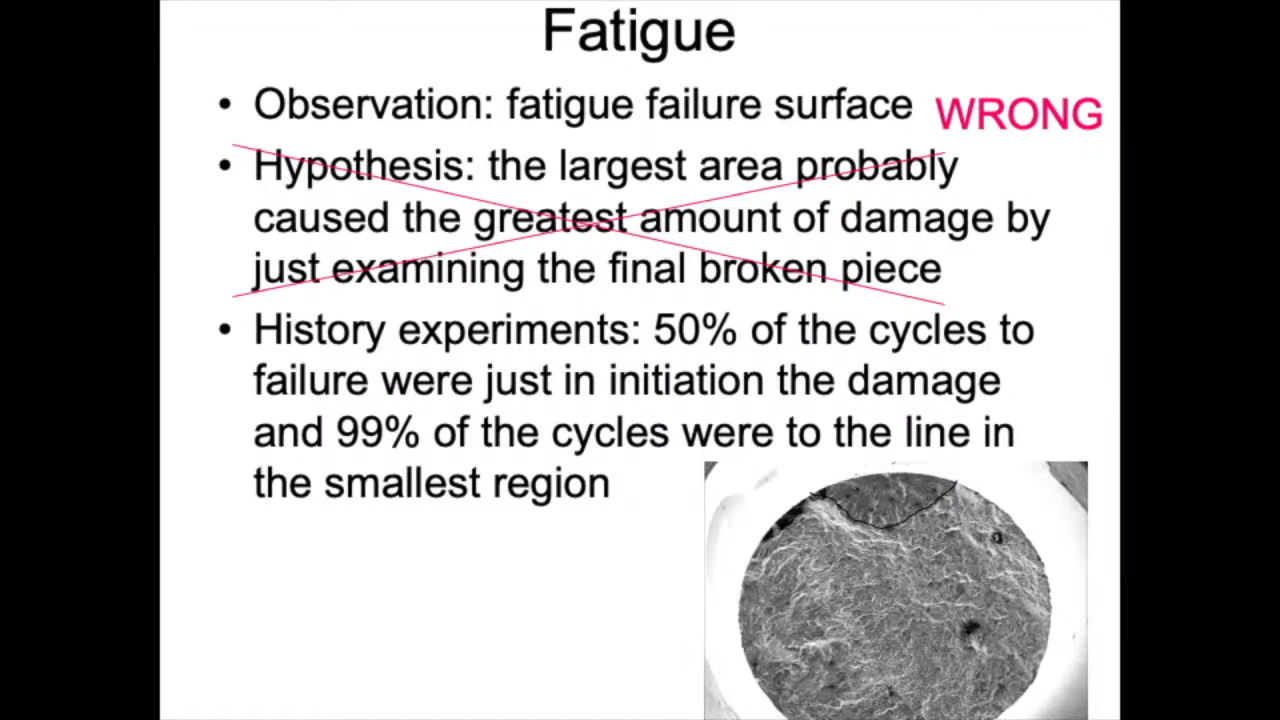 Fatigue
• Observation: fatigue failure surface WRONG
• Hypothesis: the largest area probably
caused the greatest amount of damage by
just examining the final broken piece
• History experiments: 50% of the cycles to
failure were just in initiation the damage
and 99% of the cycles were to the line in
the smallest region